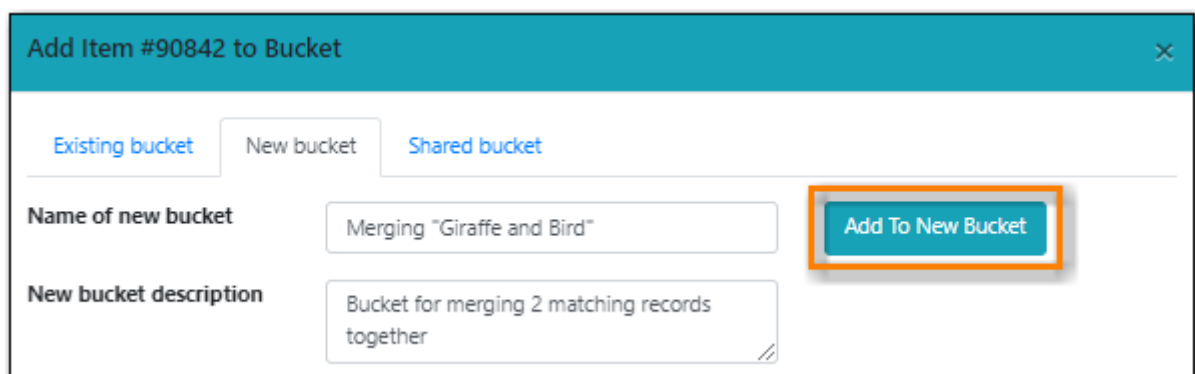 Add Item #90842 to Bucket ×
Existing bucket New bucket Shared bucket
Name of new bucket Merging "Giraffe and Bird" Add To New Bucket
New bucket description Bucket for merging 2 matching records
together